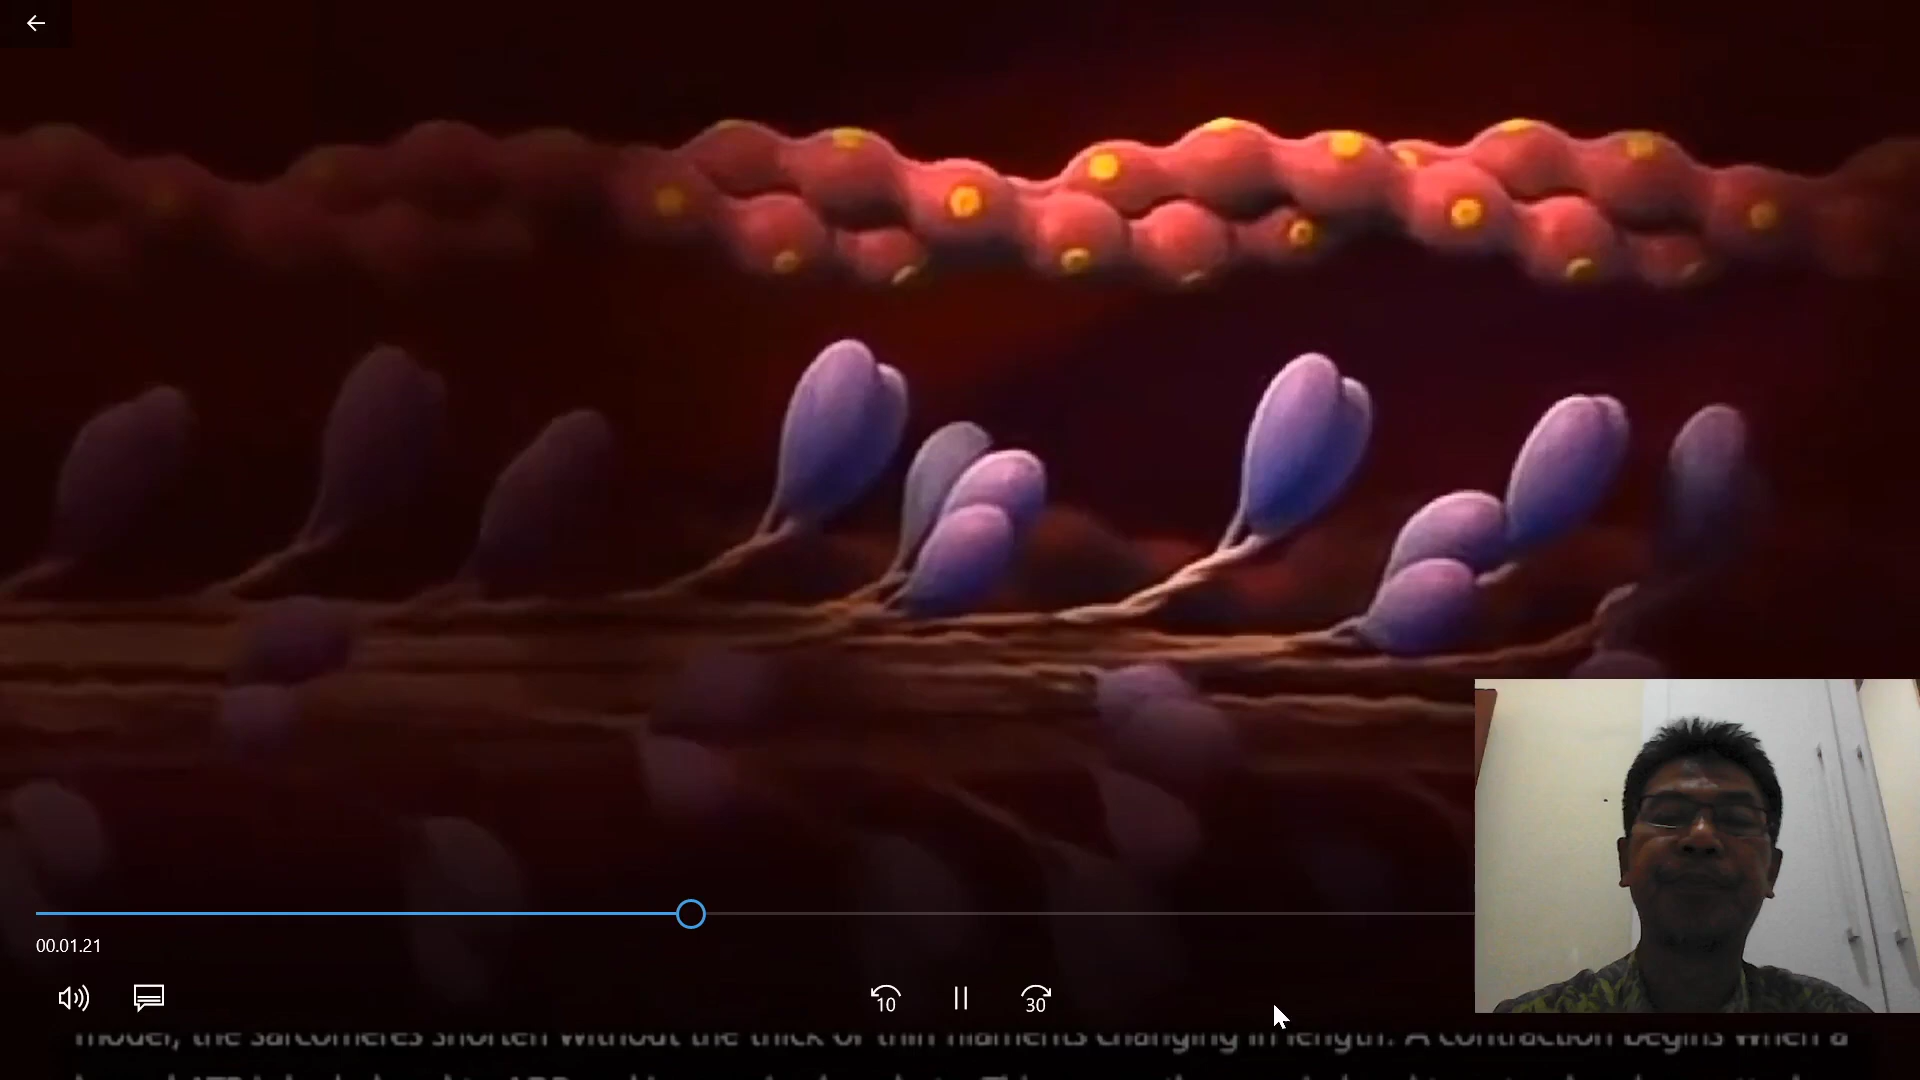 00.01.21
10
30
model, the sarcomeres shorten without the thick or thin filaments changing in length. A contraction begins when a